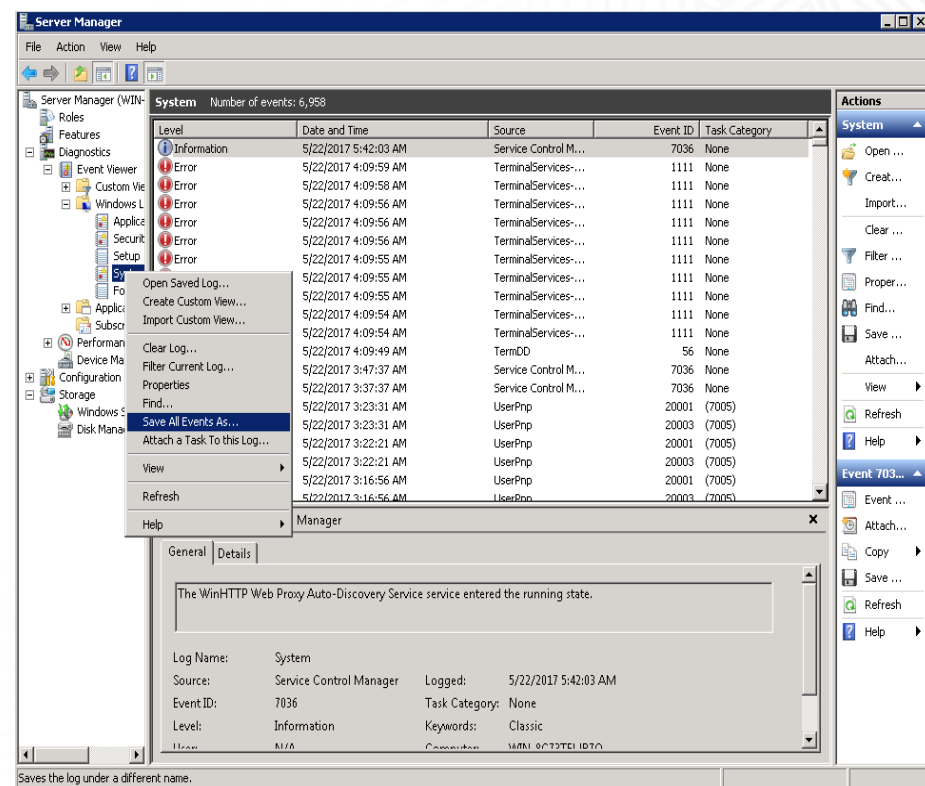 Server Manager
File Action View Help
Server Manager (WIN-
Roles
Features
Diagnostics
Event Viewer
Custom Vie
Windows L
Applica
Securit
Setup
Sy
Fo
Applica
Subscr
Performan
Device Ma
Configuration
Storage
Windows S
Disk Mana
System Number of events: 6,958
Level Date and Time Source Event ID Task Category
Information 5/22/2017 5:42:03 AM Service Control M... 7036 None
Error 5/22/2017 4:09:59 AM TerminalServices-... 1111 None
Error 5/22/2017 4:09:58 AM TerminalServices-... 1111 None
Error 5/22/2017 4:09:56 AM TerminalServices-... 1111 None
Error 5/22/2017 4:09:56 AM TerminalServices-... 1111 None
Error 5/22/2017 4:09:56 AM TerminalServices-... 1111 None
Error 5/22/2017 4:09:55 AM TerminalServices-... 1111 None
5/22/2017 4:09:55 AM TerminalServices-... 1111 None
5/22/2017 4:09:55 AM TerminalServices-... 1111 None
5/22/2017 4:09:54 AM TerminalServices-... 1111 None
5/22/2017 4:09:54 AM TerminalServices-... 1111 None
5/22/2017 4:09:49 AM TermDD 56 None
5/22/2017 3:47:37 AM Service Control M... 7036 None
5/22/2017 3:37:37 AM Service Control M... 7036 None
5/22/2017 3:23:31 AM UserPnp 20001 (7005)
5/22/2017 3:23:31 AM UserPnp 20003 (7005)
5/22/2017 3:22:21 AM UserPnp 20001 (7005)
5/22/2017 3:22:21 AM UserPnp 20003 (7005)
5/22/2017 3:16:56 AM UserPnp 20001 (7005)
5/22/2017 3:16:56 AM UserPnp 20003 (7005)
Open Saved Log...
Create Custom View...
Import Custom View...
Clear Log...
Filter Current Log...
Properties
Find...
Save All Events As...
Attach a Task To this Log...
View
Refresh
Help
Manager
General Details
The WinHTTP Web Proxy Auto-Discovery Service service entered the running state.
Log Name: System
Source: Service Control Manager Logged: 5/22/2017 5:42:03 AM
Event ID: 7036 Task Category: None
Level: Information Keywords: Classic
User: N/A Computer:
Actions
System
Open ...
Creat...
Import...
Clear ...
Filter ...
Proper...
Find...
Save ...
Attach...
View
Refresh
Help
Event 703...
Event ...
Attach...
Copy
Save ...
Refresh
Help
Saves the log under a different name.